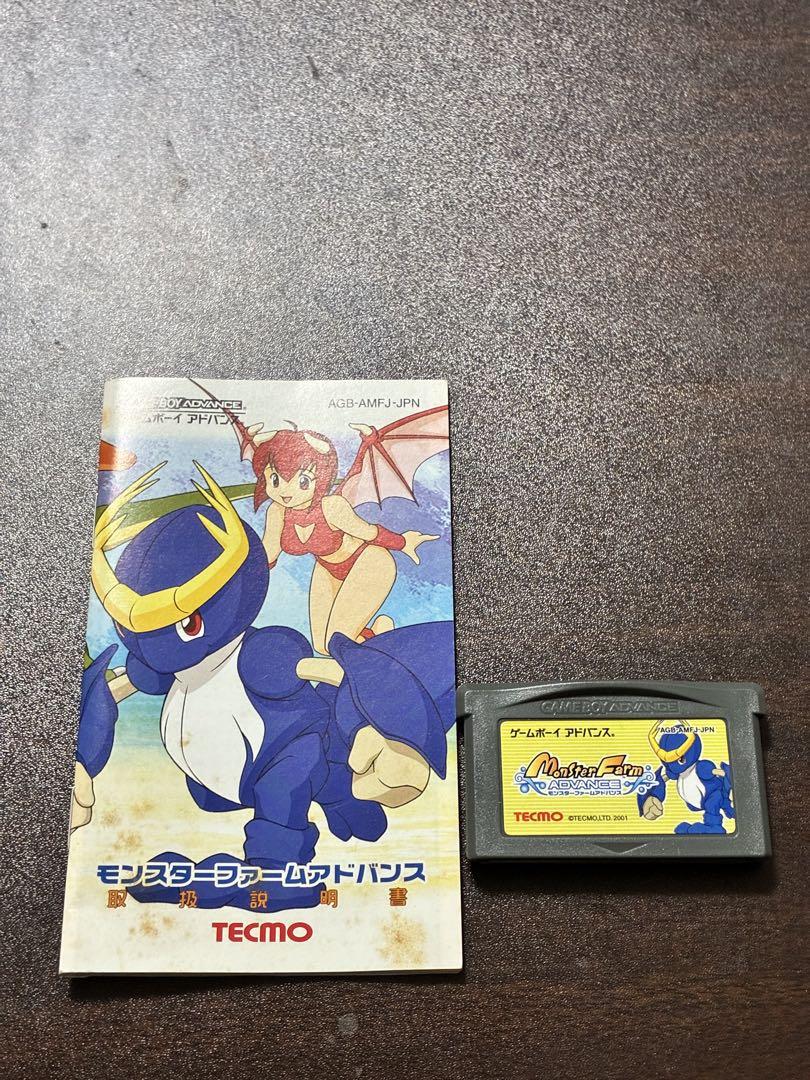 BOY ADVANCE
ームボーイ アドバンス
AGB-AMFJ-JPN
モンスターファームアドバンス
取扱説明書
TECMO
GAME BOY ADVANCE
ゲームボーイ アドバンス®
AGB-AMFJ-JPN
Monster Farm
ADVANCE
モンスターファームアドバンス
TECMO ©TECMO,LTD. 2001